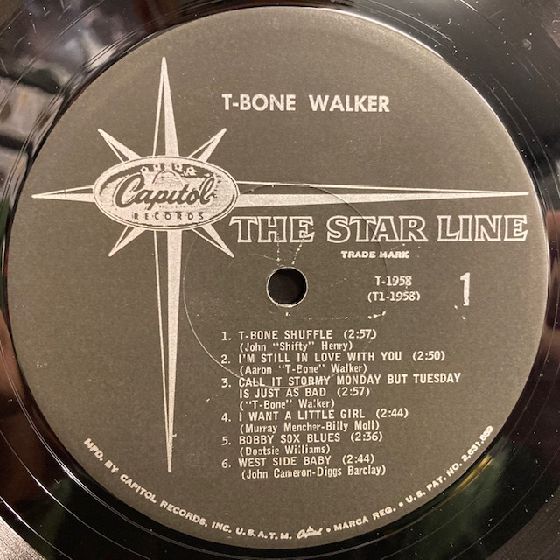 T-BONE WALKER
Capitol
RECORDS
THE STAR LINE
TRADE MARK
T-1958
(T1-1958)
1
1. T-BONE SHUFFLE (2:57)
(John "Shifty" Henry)
2. I'M STILL IN LOVE WITH YOU (2:50)
(Aaron "T-Bone" Walker)
3. CALL IT STORMY MONDAY BUT TUESDAY
IS JUST AS BAD (2:57)
("T-Bone" Walker)
4. I WANT A LITTLE GIRL (2:44)
(Murray Mencher-Billy Moll)
5. BOBBY SOX BLUES (2:36)
(Dootsie Williams)
6. WEST SIDE BABY (2:44)
(John Cameron-Diggs Barclay)
MFD. BY CAPITOL RECORDS, INC. U.S.A. T.M. Capitol • MARCA REG. • U.S. PAT. NO.